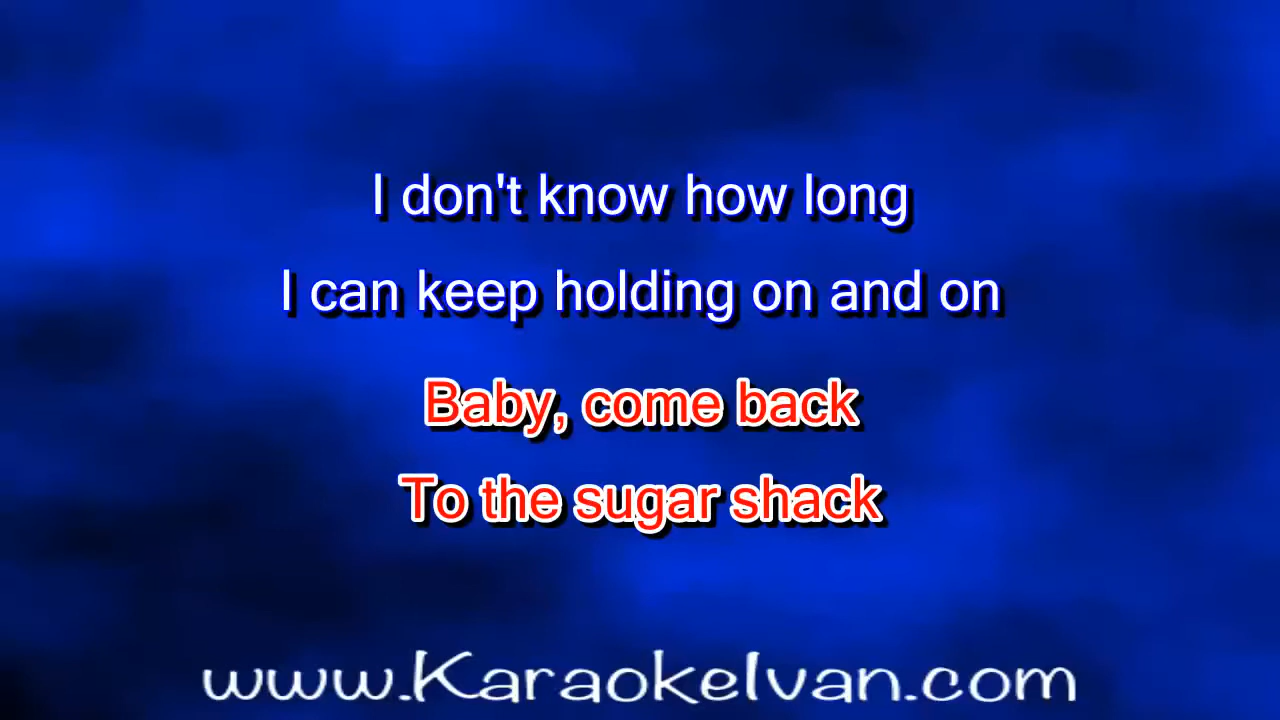 I don't know how long
I can keep holding on and on
Baby, come back
To the sugar shack
www.KaraokeIvan.com